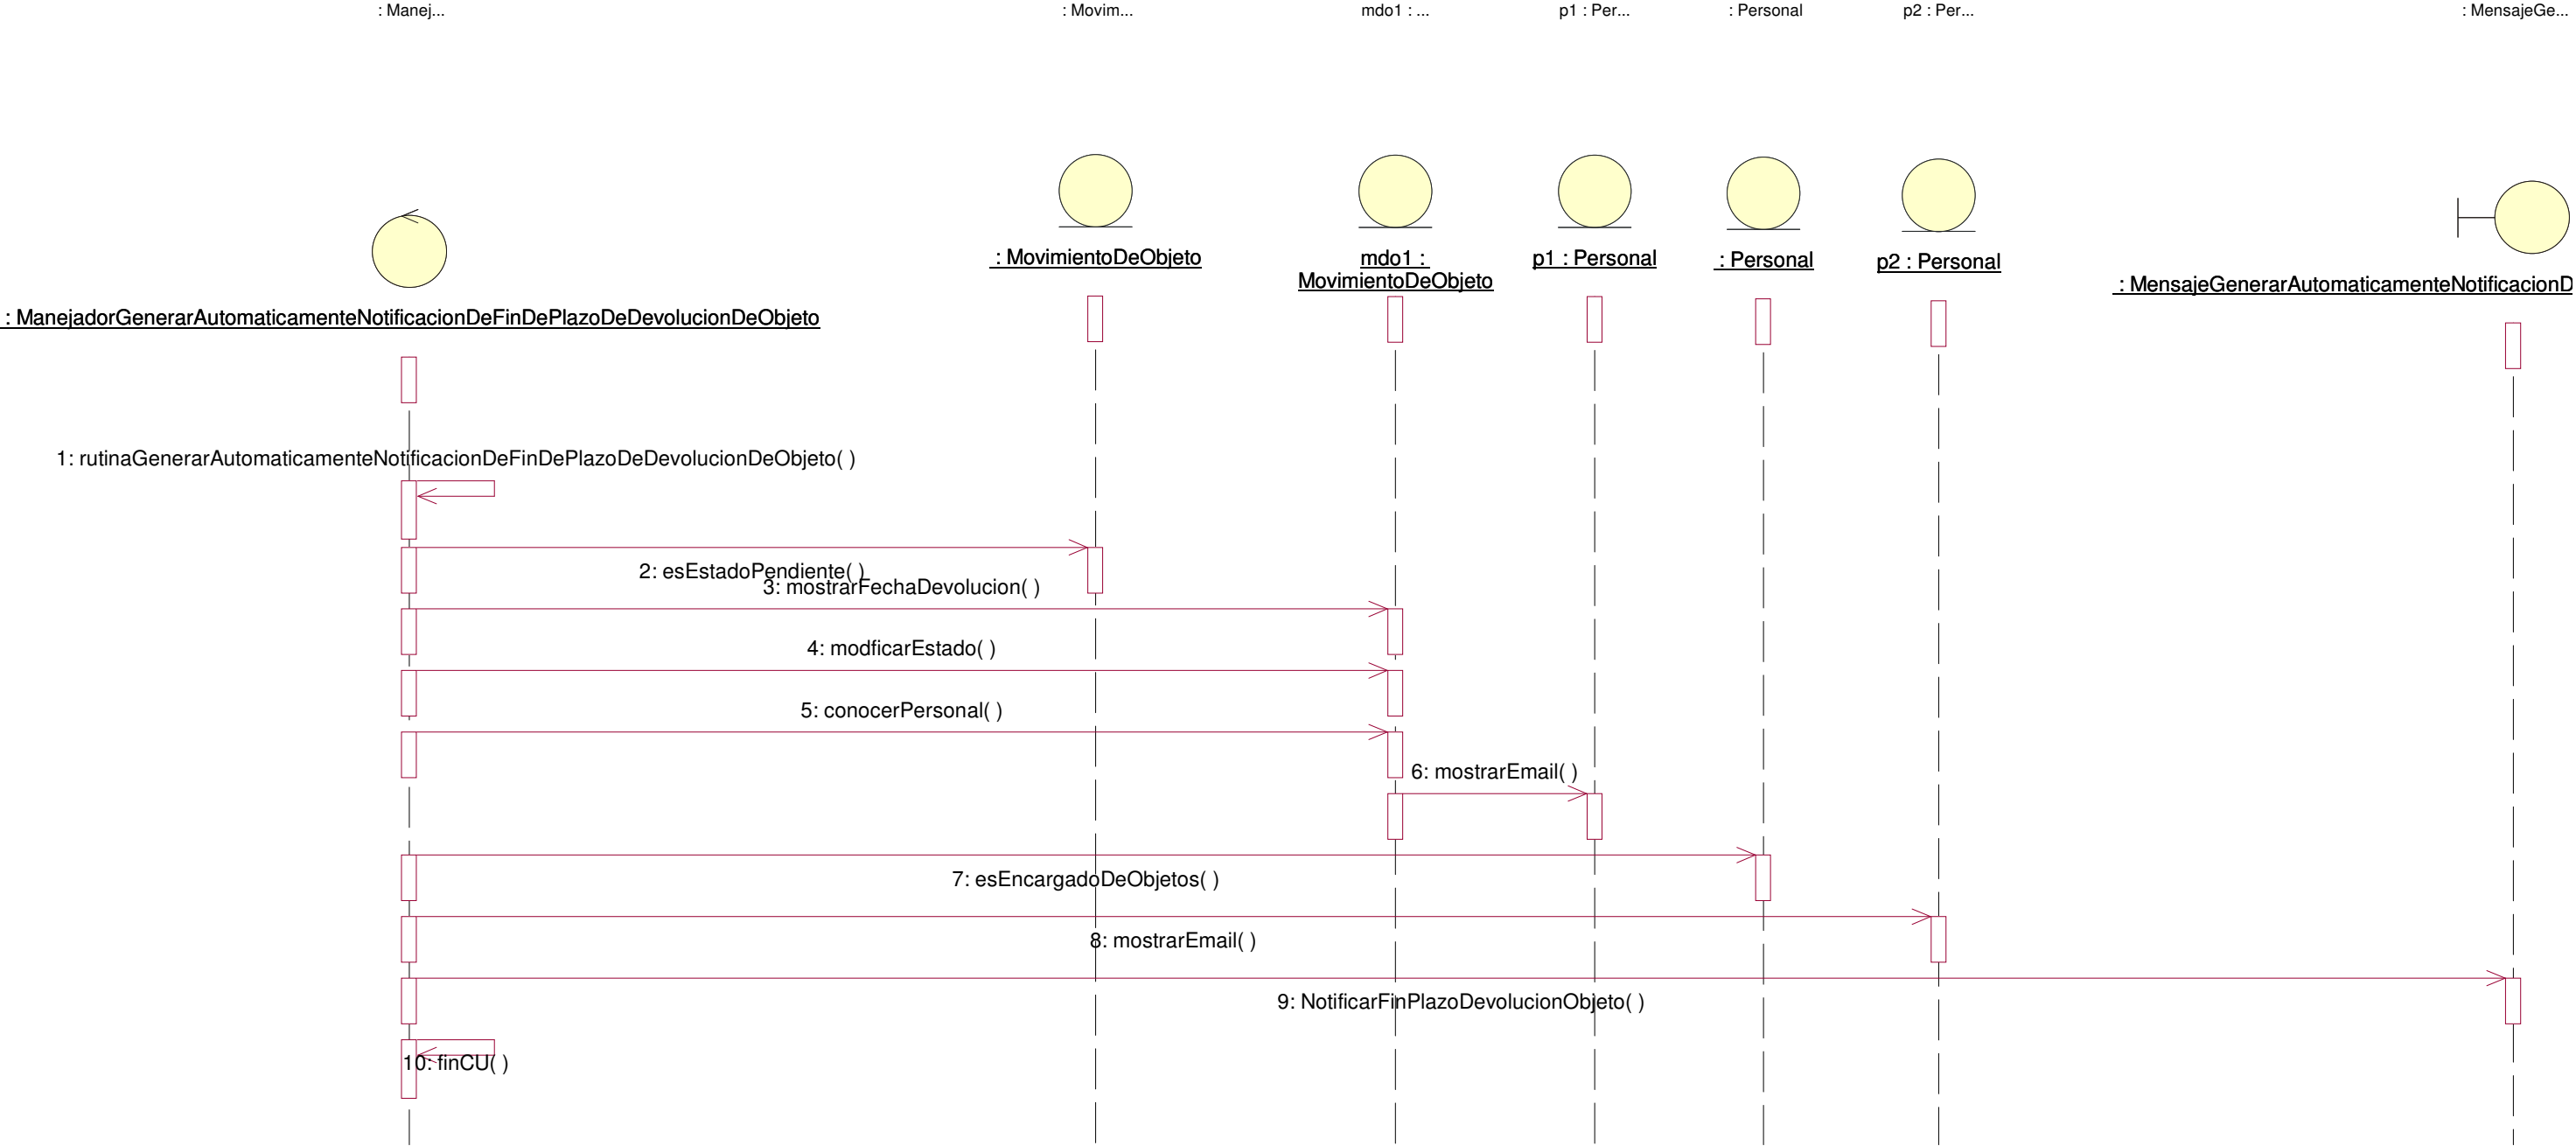 : Manej...
: Movim...
mdo1 : ...
p1 : Per...
: Personal
p2 : Per...
: MensajeGe...
: MovimientoDeObjeto
mdo1 :
MovimientoDeObjeto
p1 : Personal
: Personal
p2 : Personal
: MensajeGenerarAutomaticamenteNotificacionD
: ManejadorGenerarAutomaticamenteNotificacionDeFinDePlazoDeDevolucionDeObjeto
1: rutinaGenerarAutomaticamenteNotificacionDeFinDePlazoDeDevolucionDeObjeto( )
2: esEstadoPendiente( )
3: mostrarFechaDevolucion( )
4: modficarEstado( )
5: conocerPersonal( )
6: mostrarEmail( )
7: esEncargadoDeObjetos( )
8: mostrarEmail( )
9: NotificarFinPlazoDevolucionObjeto( )
10: finCU( )